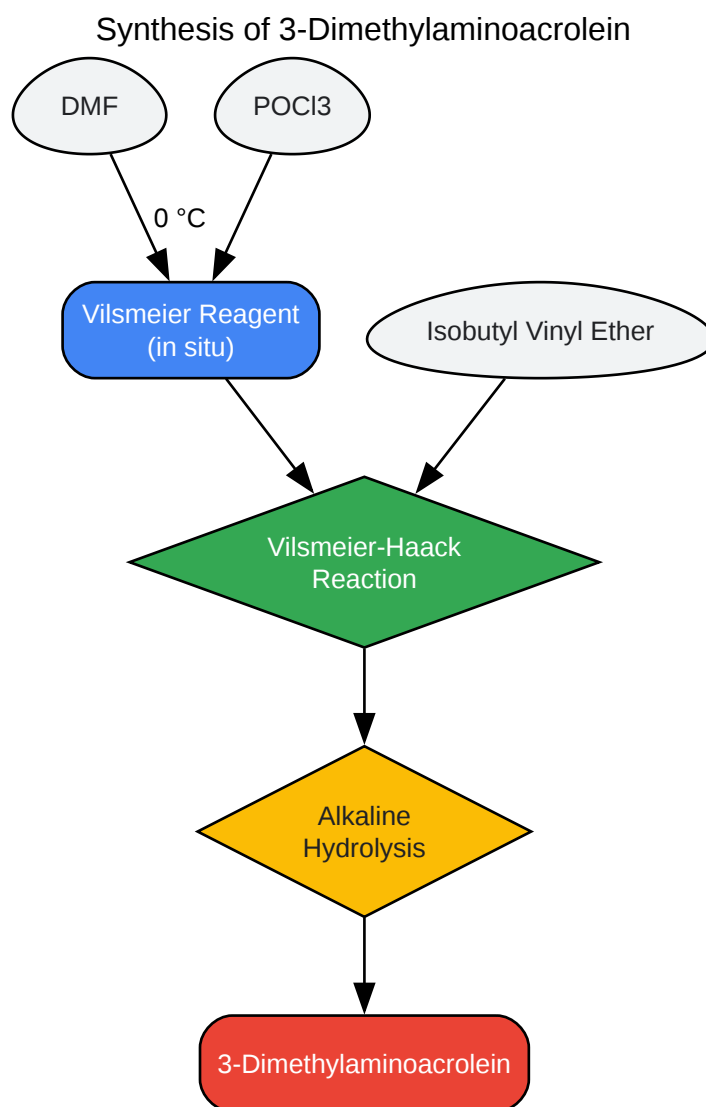 Synthesis of 3-Dimethylaminoacrolein
DMF
POCl3
0 °C
Vilsmeier Reagent
(in situ)
Isobutyl Vinyl Ether
Vilsmeier-Haack
Reaction
Alkaline
Hydrolysis
3-Dimethylaminoacrolein